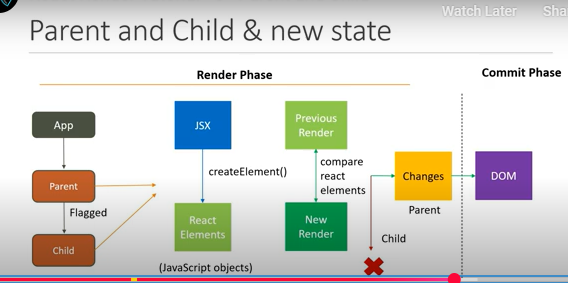 Watch Later
Sha
Parent and Child & new state
Render Phase
Commit Phase
App
Parent
Flagged
Child
JSX
createElement()
React
Elements
(JavaScript objects)
Previous
Render
compare
react
elements
New
Render
Changes
Parent
Child
DOM